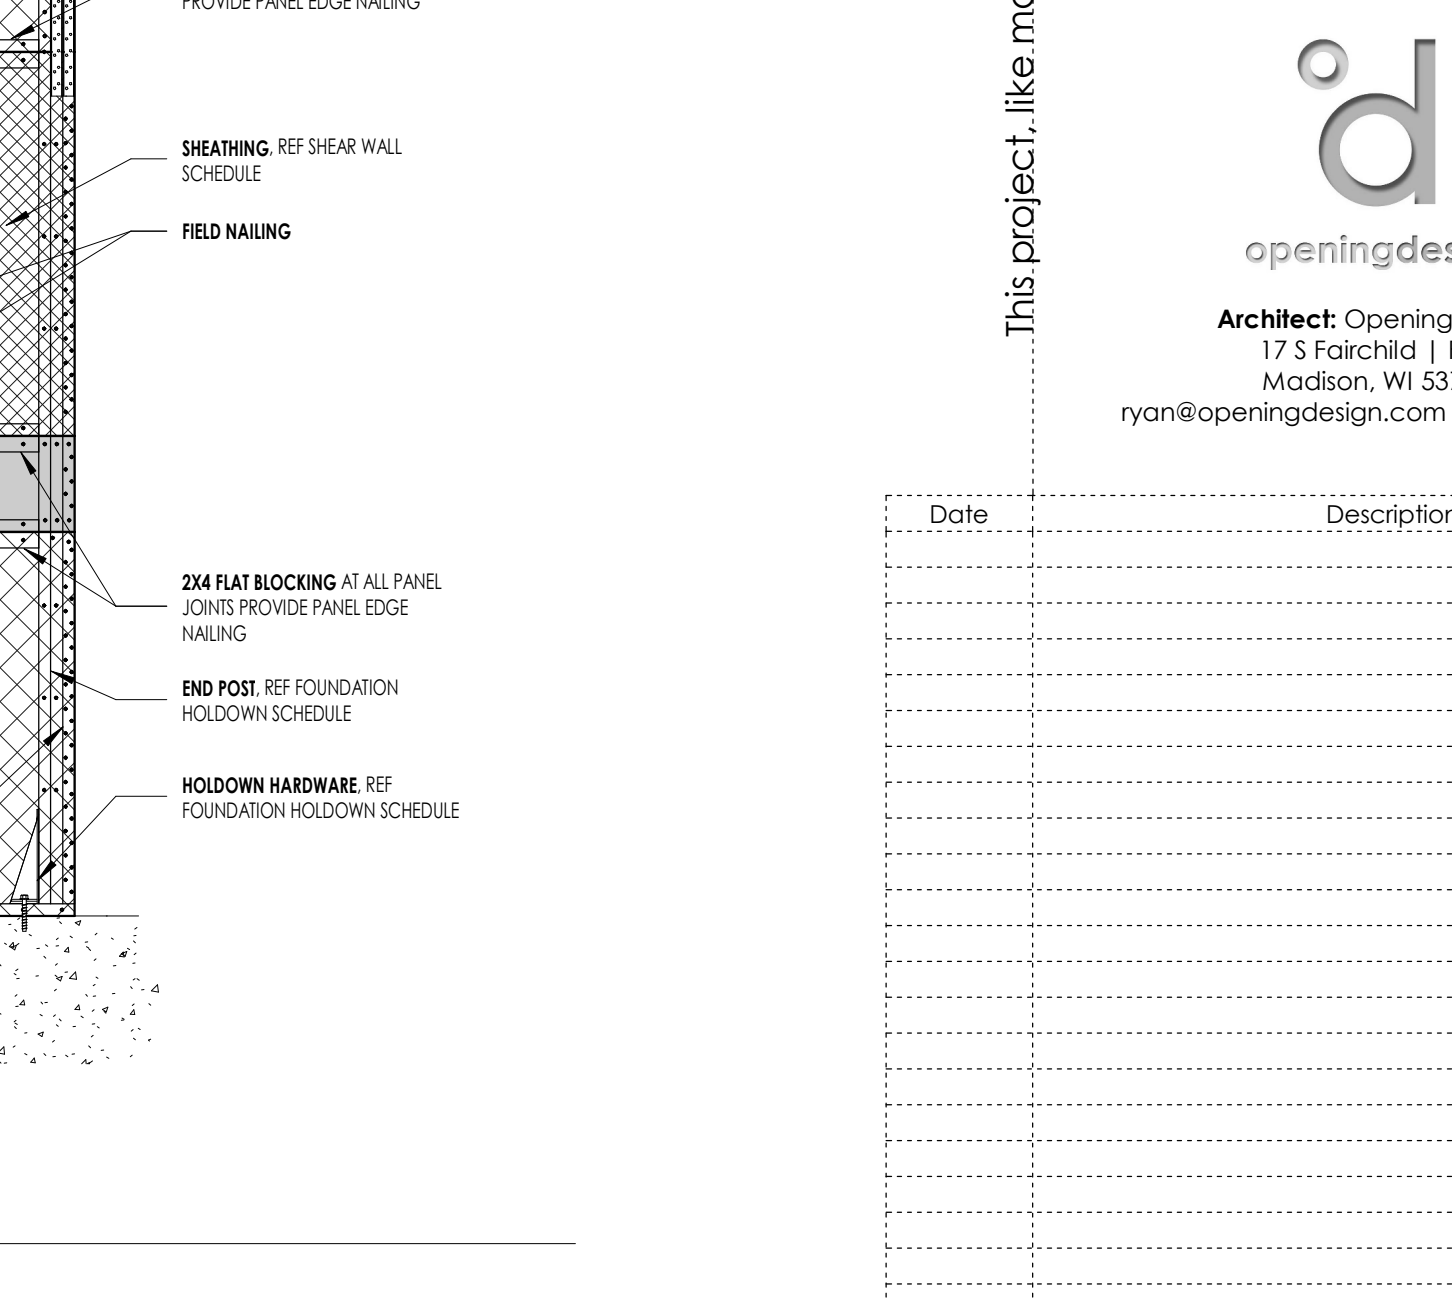 PROVIDE PANEL EDGE NAILING
SHEATHING, REF SHEAR WALL
SCHEDULE
FIELD NAILING
2X4 FLAT BLOCKING AT ALL PANEL
JOINTS PROVIDE PANEL EDGE
NAILING
END POST, REF FOUNDATION
HOLDOWN SCHEDULE
HOLDOWN HARDWARE, REF
FOUNDATION HOLDOWN SCHEDULE
This project, like mo
d
openingdes
Architect: Opening
17 S Fairchild |
Madison, WI 53
ryan@openingdesign.com
Date
Description